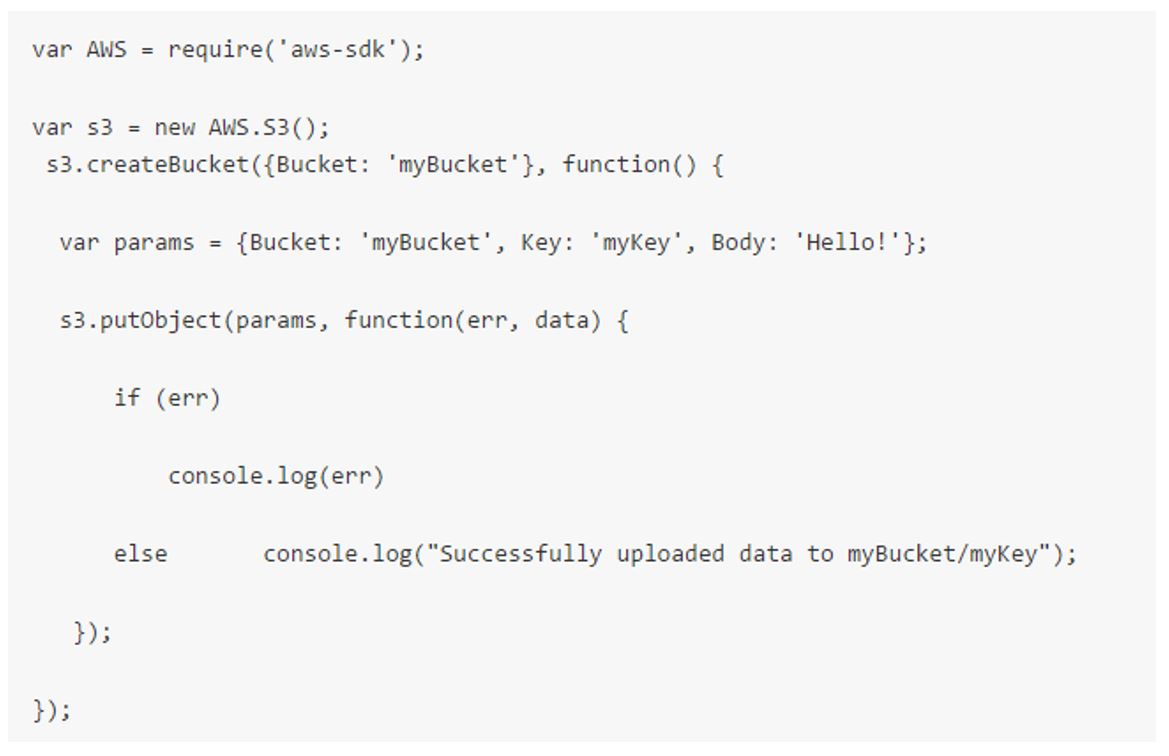 var AWS = require('aws-sdk');
var s3 = new AWS.S3();
s3.createBucket({Bucket: 'myBucket'}, function() {
var params = {Bucket: 'myBucket', Key: 'myKey', Body: 'Hello!'};
s3.putObject(params, function(err, data) {
if (err)
console.log(err)
else       console.log("Successfully uploaded data to myBucket/myKey");
});
});